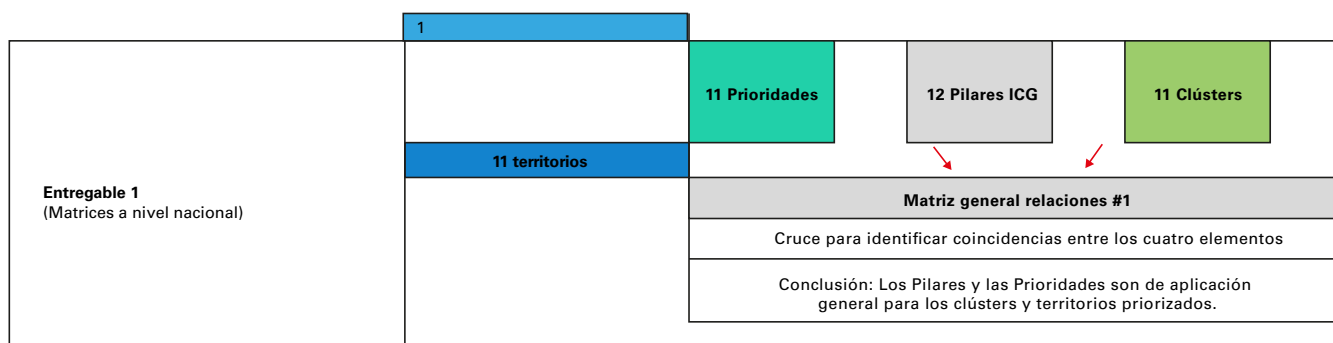 1
11 Prioridades
12 Pilares ICG
11 Clústers
11 territorios
Entregable 1
(Matrices a nivel nacional)
Matriz general relaciones #1
Cruce para identificar coincidencias entre los cuatro elementos
Conclusión: Los Pilares y las Prioridades son de aplicación
general para los clústers y territorios priorizados.